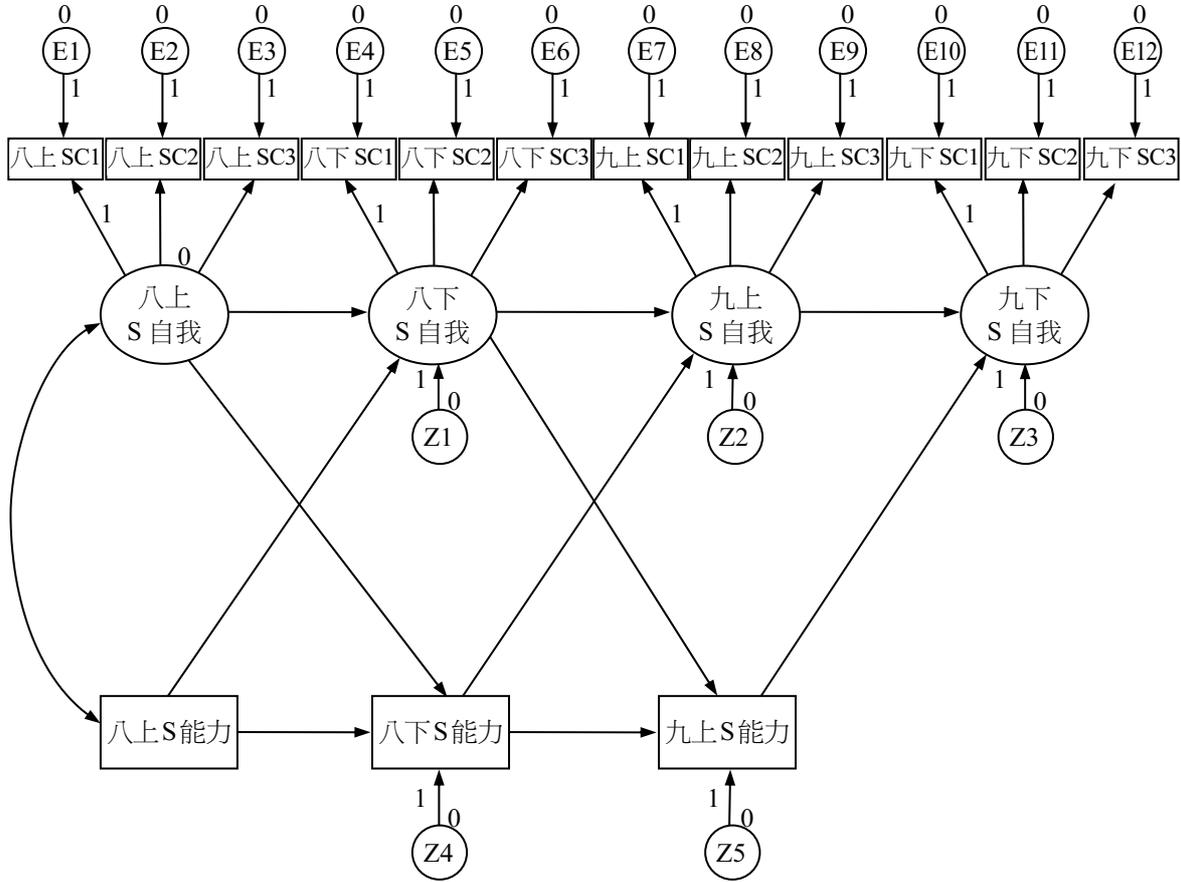 0 0 0 0 0 0 0 0 0 0 0 0
E1 E2 E3 E4 E5 E6 E7 E8 E9 E10 E11 E12
1 1 1 1 1 1 1 1 1 1 1 1
八上 SC1 八上 SC2 八上 SC3 八下 SC1 八下 SC2 八下 SC3 九上 SC1 九上 SC2 九上 SC3 九下 SC1 九下 SC2 九下 SC3
1 1 1 1
0
八上 八下 九上 九下
S 自我 S 自我 S 自我 S 自我
1 1 1
0 0 0
Z1 Z2 Z3
八上 S 能力 八下 S 能力 九上 S 能力
1 1
0 0
Z4 Z5